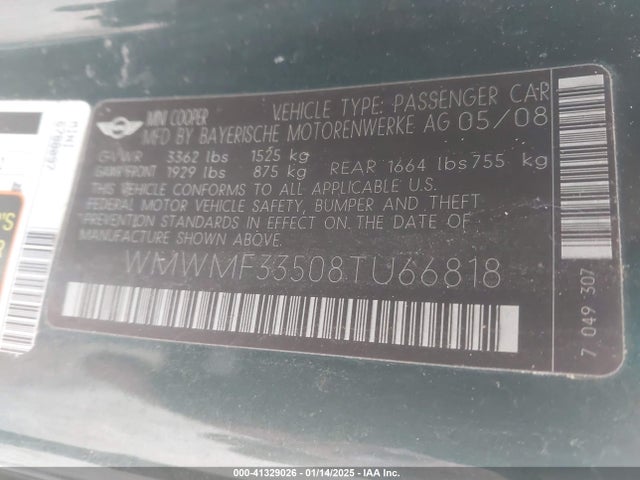 MINI COOPER
VEHICLE TYPE: PASSENGER CAR
MFD BY BAYERISCHE MOTORENWERKE AG 05/08
GVWR 3362 lbs 1525 kg
GAWR FRONT 1929 lbs 875 kg REAR 1664 lbs 755 kg
THIS VEHICLE CONFORMS TO ALL APPLICABLE U.S.
FEDERAL MOTOR VEHICLE SAFETY, BUMPER AND THEFT
PREVENTION STANDARDS IN EFFECT ON THE DATE OF
MANUFACTURE SHOWN ABOVE.
WMWMF33508TU66818
7 049 307
MINI
000-41329026 - 01/14/2025 - IAA Inc.